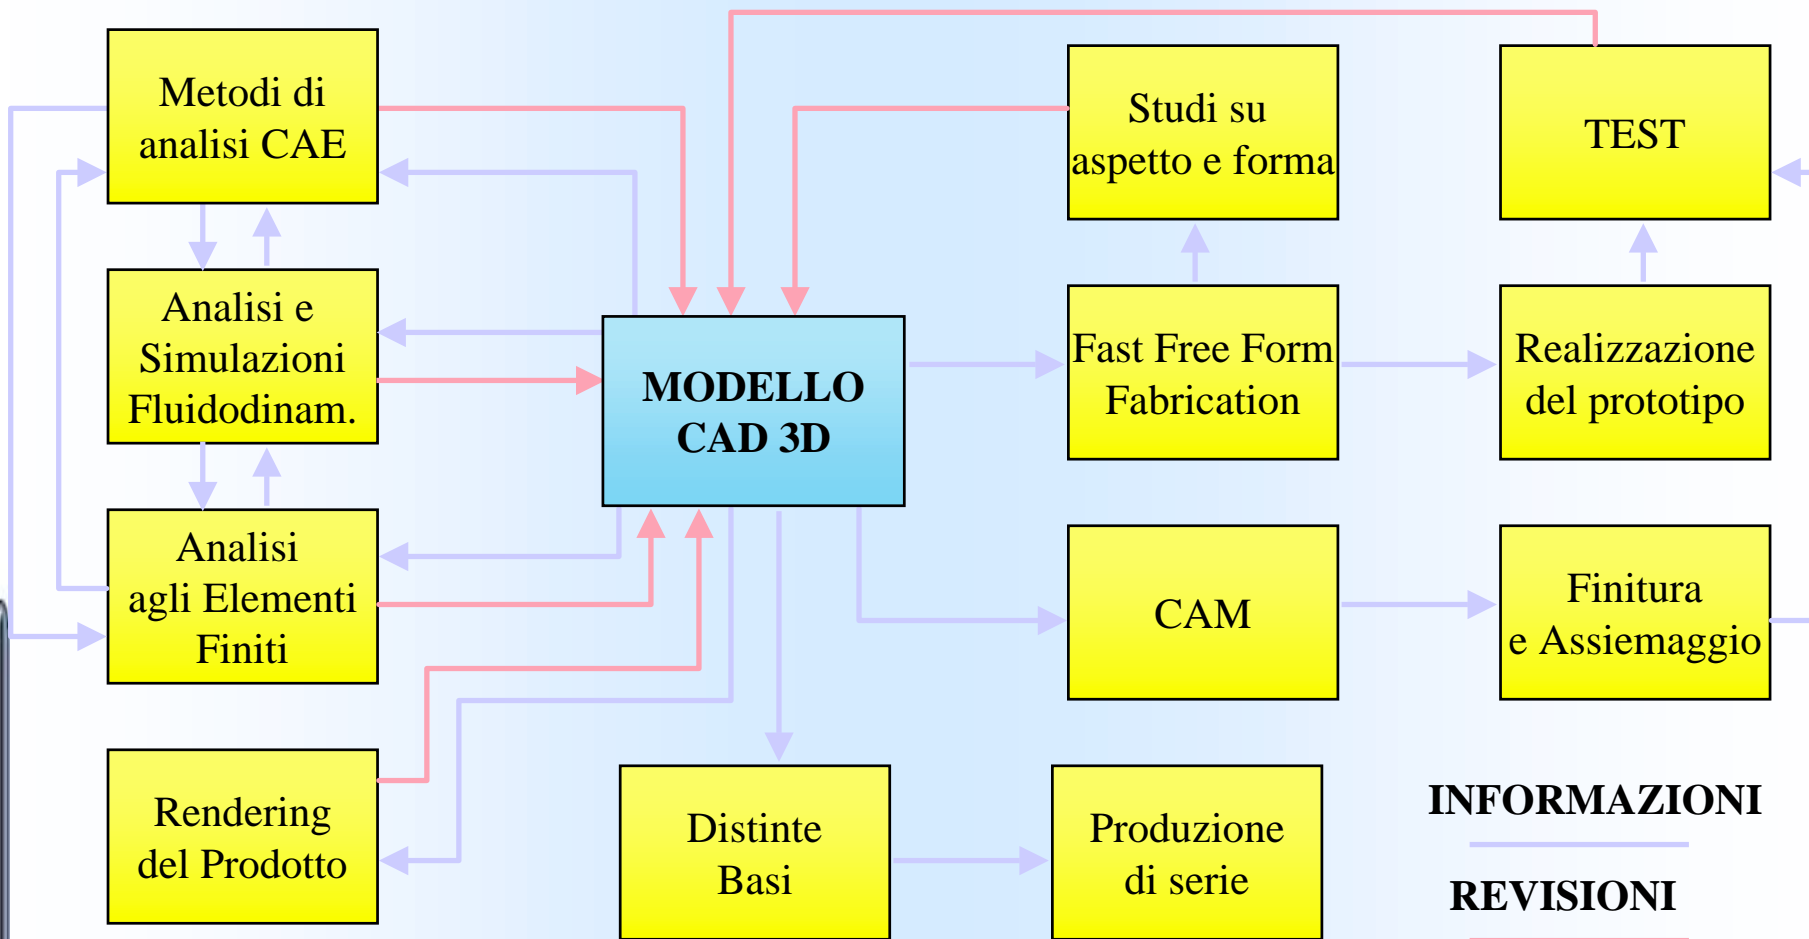 Metodi di
analisi CAE
Studi su
aspetto e forma
TEST
Analisi e
Simulazioni
Fluidodinam.
MODELLO
CAD 3D
Fast Free Form
Fabrication
Realizzazione
del prototipo
Analisi
agli Elementi
Finiti
CAM
Finitura
e Assiemaggio
Rendering
del Prodotto
Distinte
Basi
Produzione
di serie
INFORMAZIONI
REVISIONI